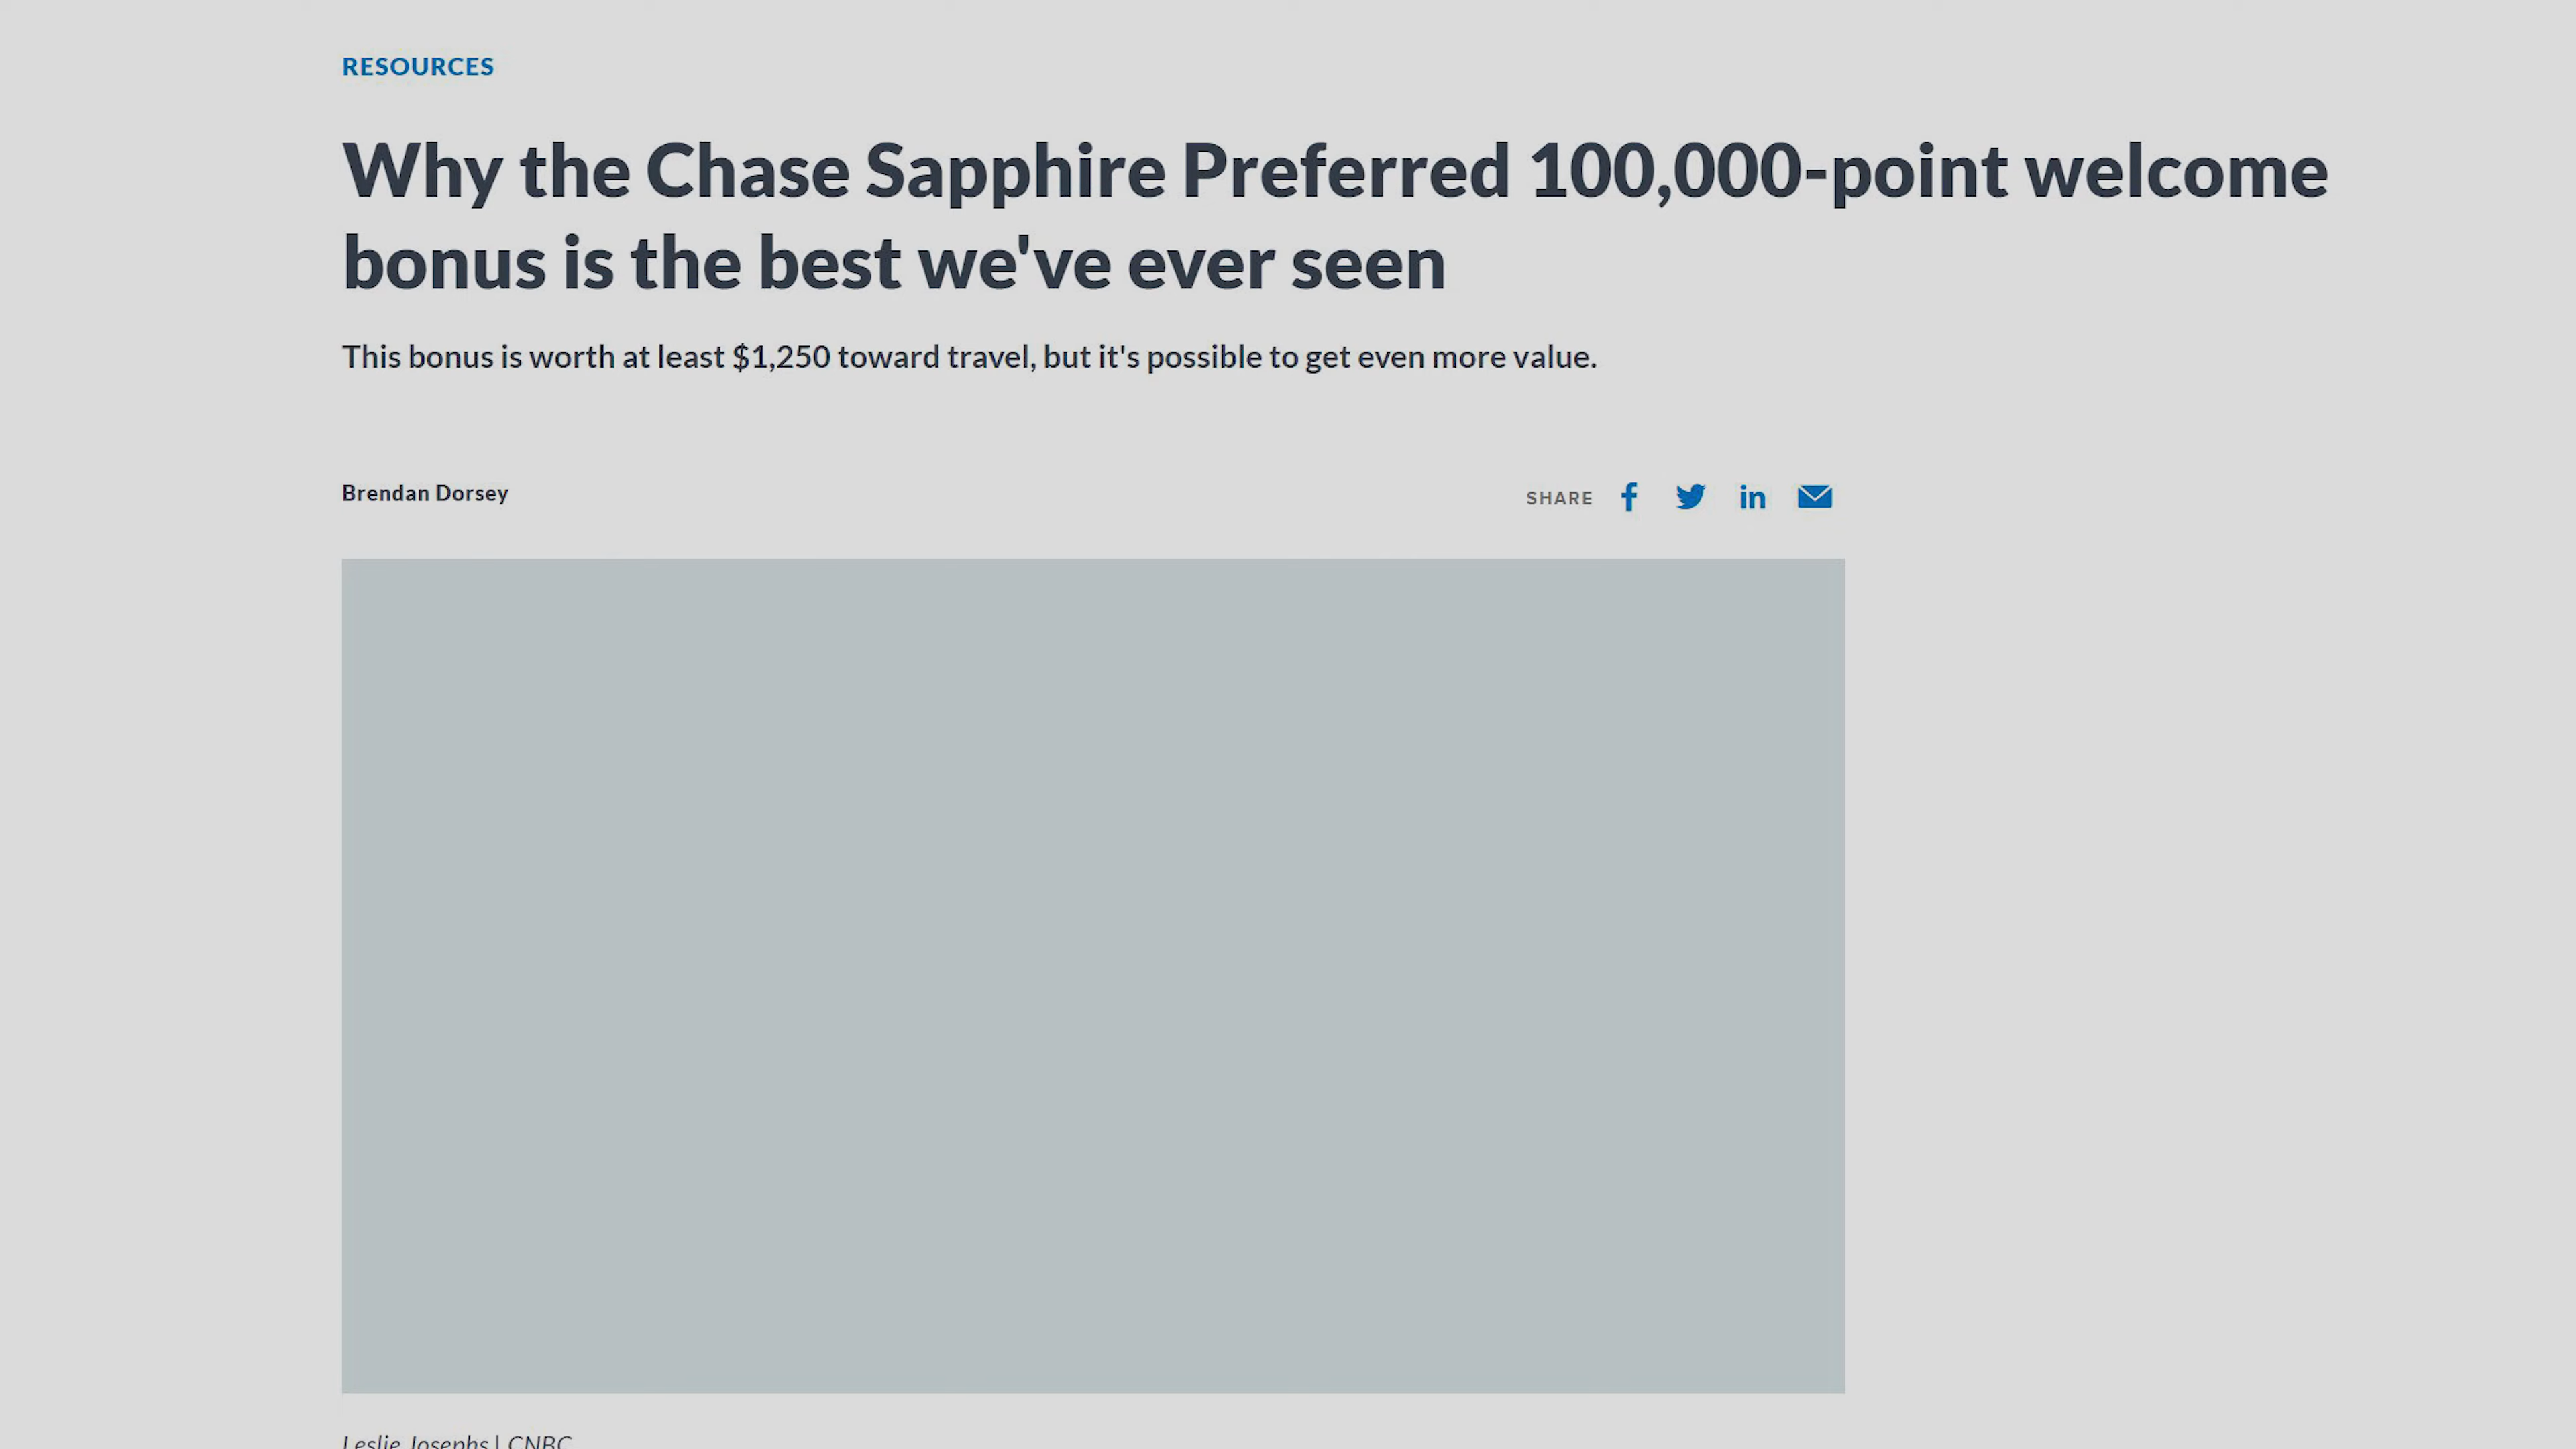 RESOURCES
Why the Chase Sapphire Preferred 100,000-point welcome
bonus is the best we've ever seen
This bonus is worth at least $1,250 toward travel, but it's possible to get even more value.
Brendan Dorsey
SHARE
Leslie Josephs | CNBC